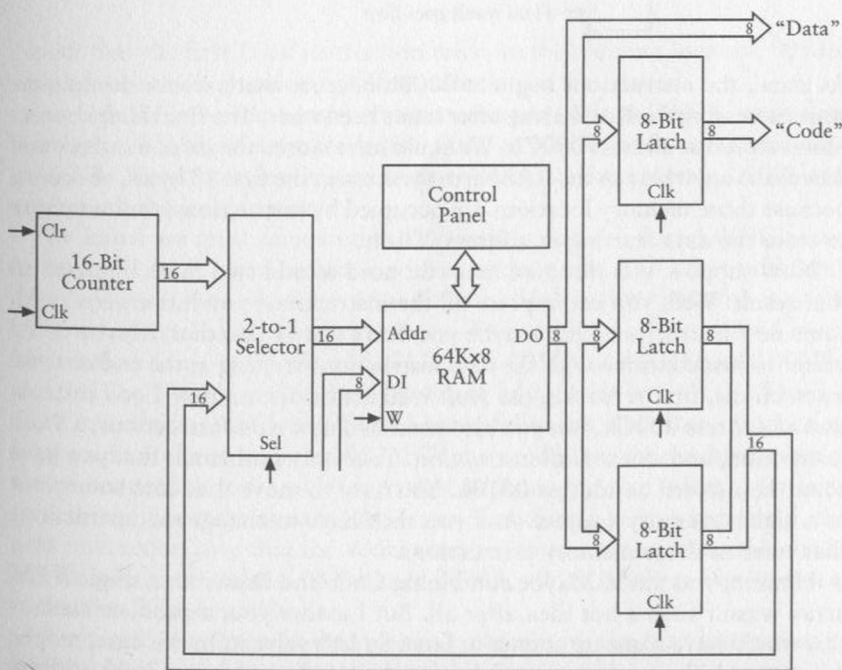 8
"Data"
8
8-Bit
Latch
8
"Code"
Clk
Control
Panel
Clr
16-Bit
Counter
16
Clk
2-to-1
Selector
16
Addr
64Kx8
RAM
DO
8
8
8-Bit
Latch
8
16
8
DI
W
Clk
Sel
16
8
8-Bit
Latch
8
Clk